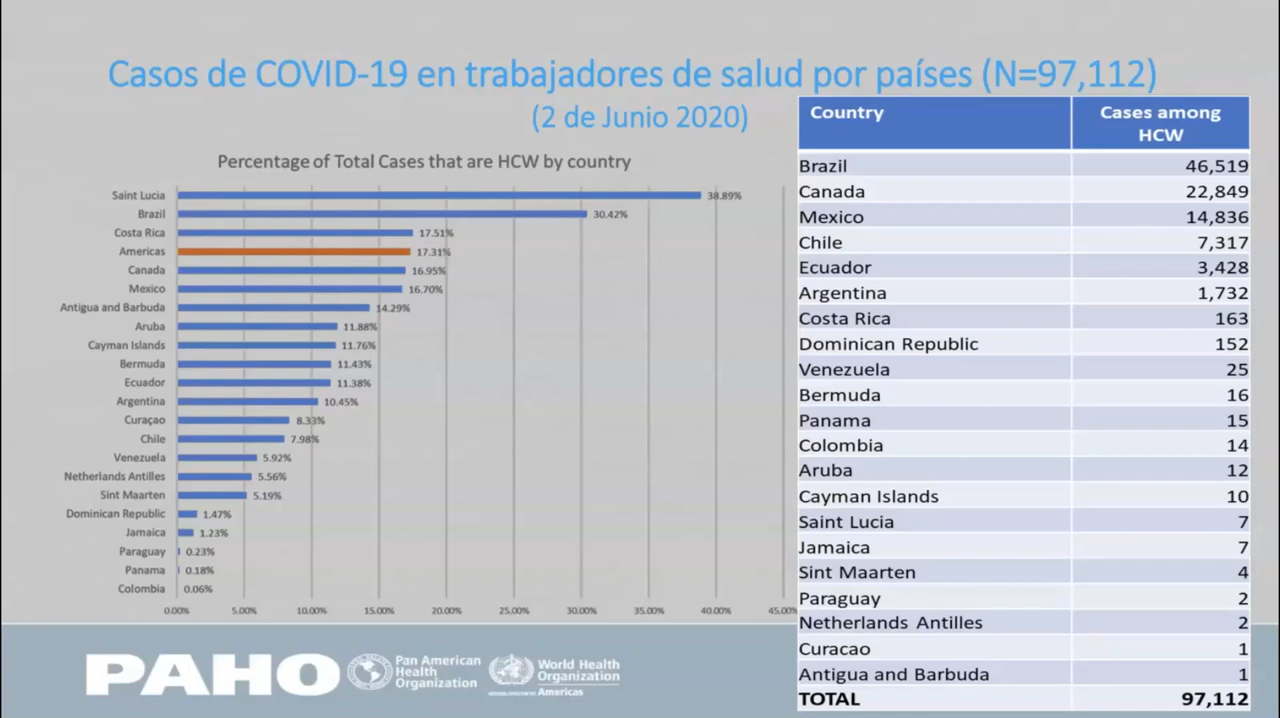 Casos de COVID-19 en trabajadores de salud por países (N=97,112)
(2 de Junio 2020)
Percentage of Total Cases that are HCW by country
Saint Lucia 38.89%
Brazil 30.42%
Costa Rica 17.51%
Americas 17.31%
Canada 16.95%
Mexico 16.70%
Antigua and Barbuda 14.29%
Aruba 11.88%
Cayman Islands 11.76%
Bermuda 11.43%
Ecuador 11.38%
Argentina 10.45%
Curaçao 8.33%
Chile 7.98%
Venezuela 5.92%
Netherlands Antilles 5.56%
Sint Maarten 5.19%
Dominican Republic 1.47%
Jamaica 1.23%
Paraguay 0.23%
Panama 0.18%
Colombia 0.06%
0.00% 5.00% 10.00% 15.00% 20.00% 25.00% 30.00% 35.00% 40.00% 45.00%
Country Cases among
HCW
Brazil 46,519
Canada 22,849
Mexico 14,836
Chile 7,317
Ecuador 3,428
Argentina 1,732
Costa Rica 163
Dominican Republic 152
Venezuela 25
Bermuda 16
Panama 15
Colombia 14
Aruba 12
Cayman Islands 10
Saint Lucia 7
Jamaica 7
Sint Maarten 4
Paraguay 2
Netherlands Antilles 2
Curacao 1
Antigua and Barbuda 1
TOTAL 97,112
PAHO
Pan American
Health
Organization
World Health
Organization
Americas